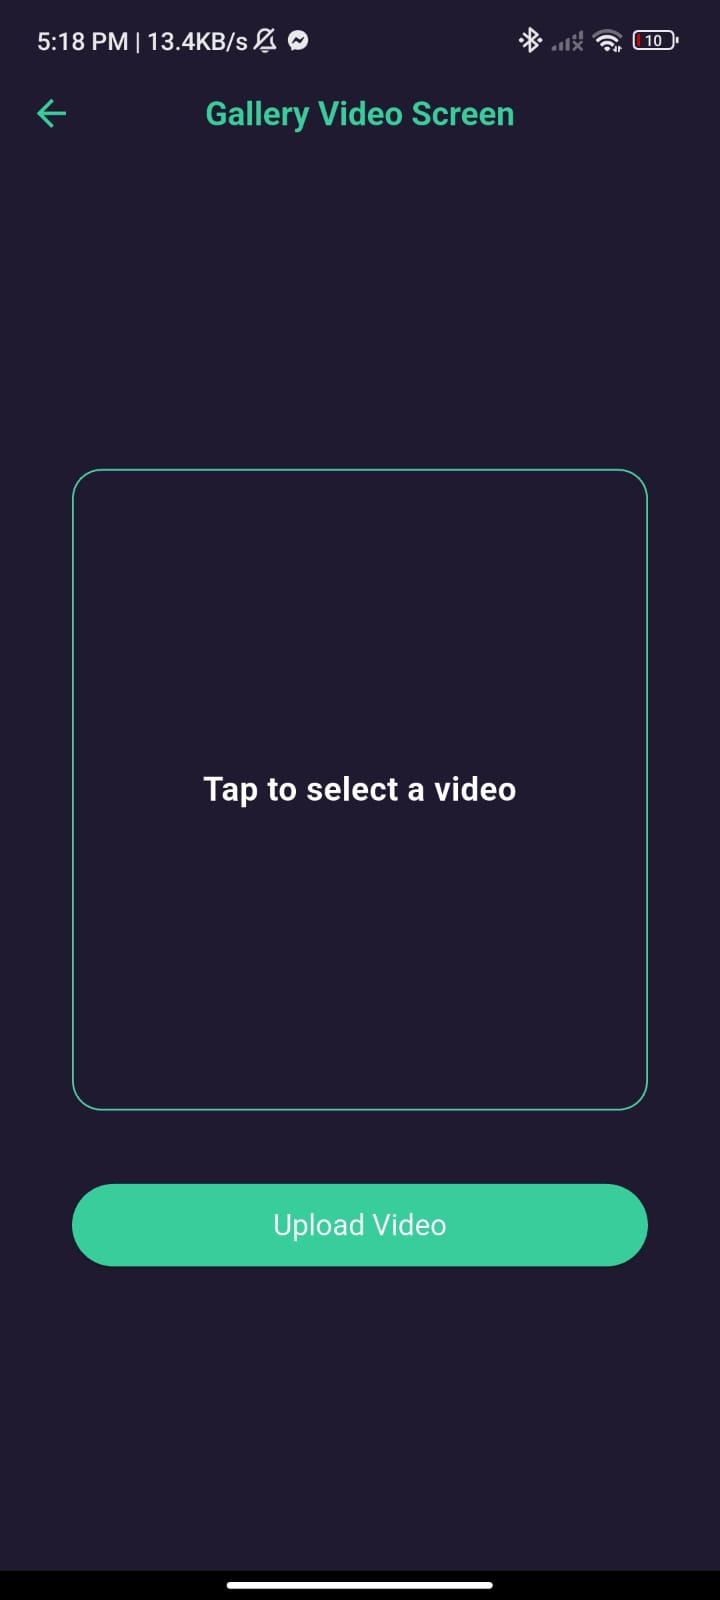 5:18 PM | 13.4KB/s
10
Gallery Video Screen
Tap to select a video
Upload Video